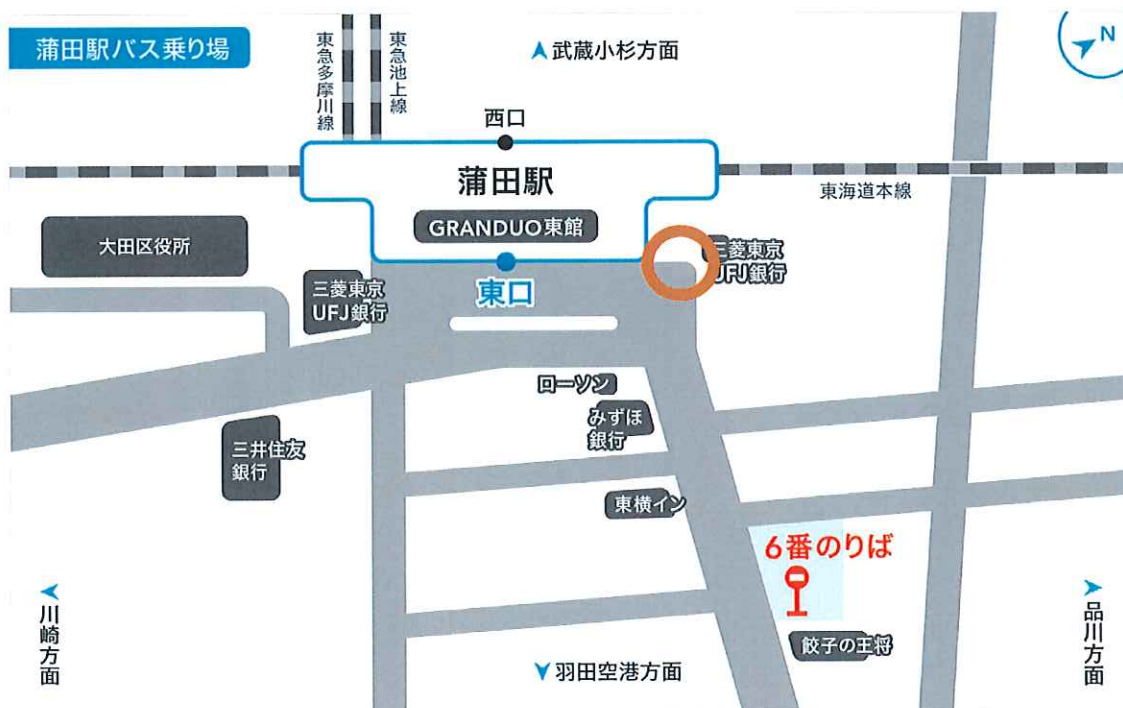 蒲田駅バス乗り場
東急多摩川線
東急池上線
武蔵小杉方面
N
西口
蒲田駅
東海道本線
GRANDUO東館
大田区役所
三菱東京
UFJ銀行
三菱東京
UFJ銀行
東口
ローソン
みずほ
銀行
三井住友
銀行
東横イン
6番のりば
川崎方面
品川方面
餃子の王将
羽田空港方面